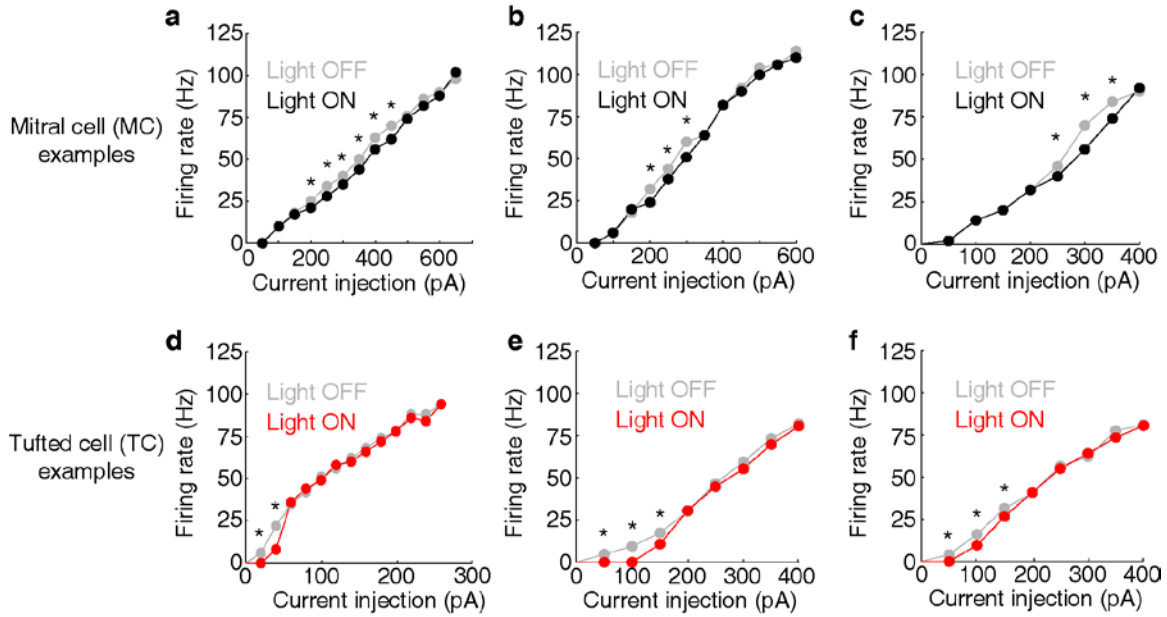 a
b
c
Mitral cell (MC)
examples
Firing rate (Hz)
125
100
75
50
25
0
Light OFF
Light ON
* * * * * *
200 400 600
Current injection (pA)
Firing rate (Hz)
125
100
75
50
25
0
Light OFF
Light ON
* * *
0 200 400 600
Current injection (pA)
Firing rate (Hz)
125
100
75
50
25
0
Light OFF
Light ON
* * *
0 100 200 300 400
Current injection (pA)
d
e
f
Tufted cell (TC)
examples
Firing rate (Hz)
125
100
75
50
25
0
Light OFF
Light ON
* *
100 200 300
Current injection (pA)
Firing rate (Hz)
125
100
75
50
25
0
Light OFF
Light ON
* * *
0 100 200 300 400
Current injection (pA)
Firing rate (Hz)
125
100
75
50
25
0
Light OFF
Light ON
* * *
0 100 200 300 400
Current injection (pA)